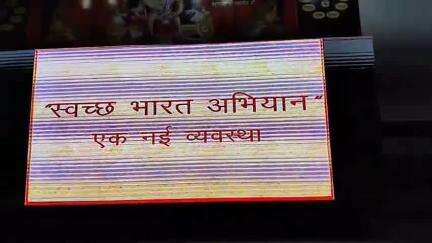 "स्वच्छ भारत अभियान"
एक नई व्यवस्था